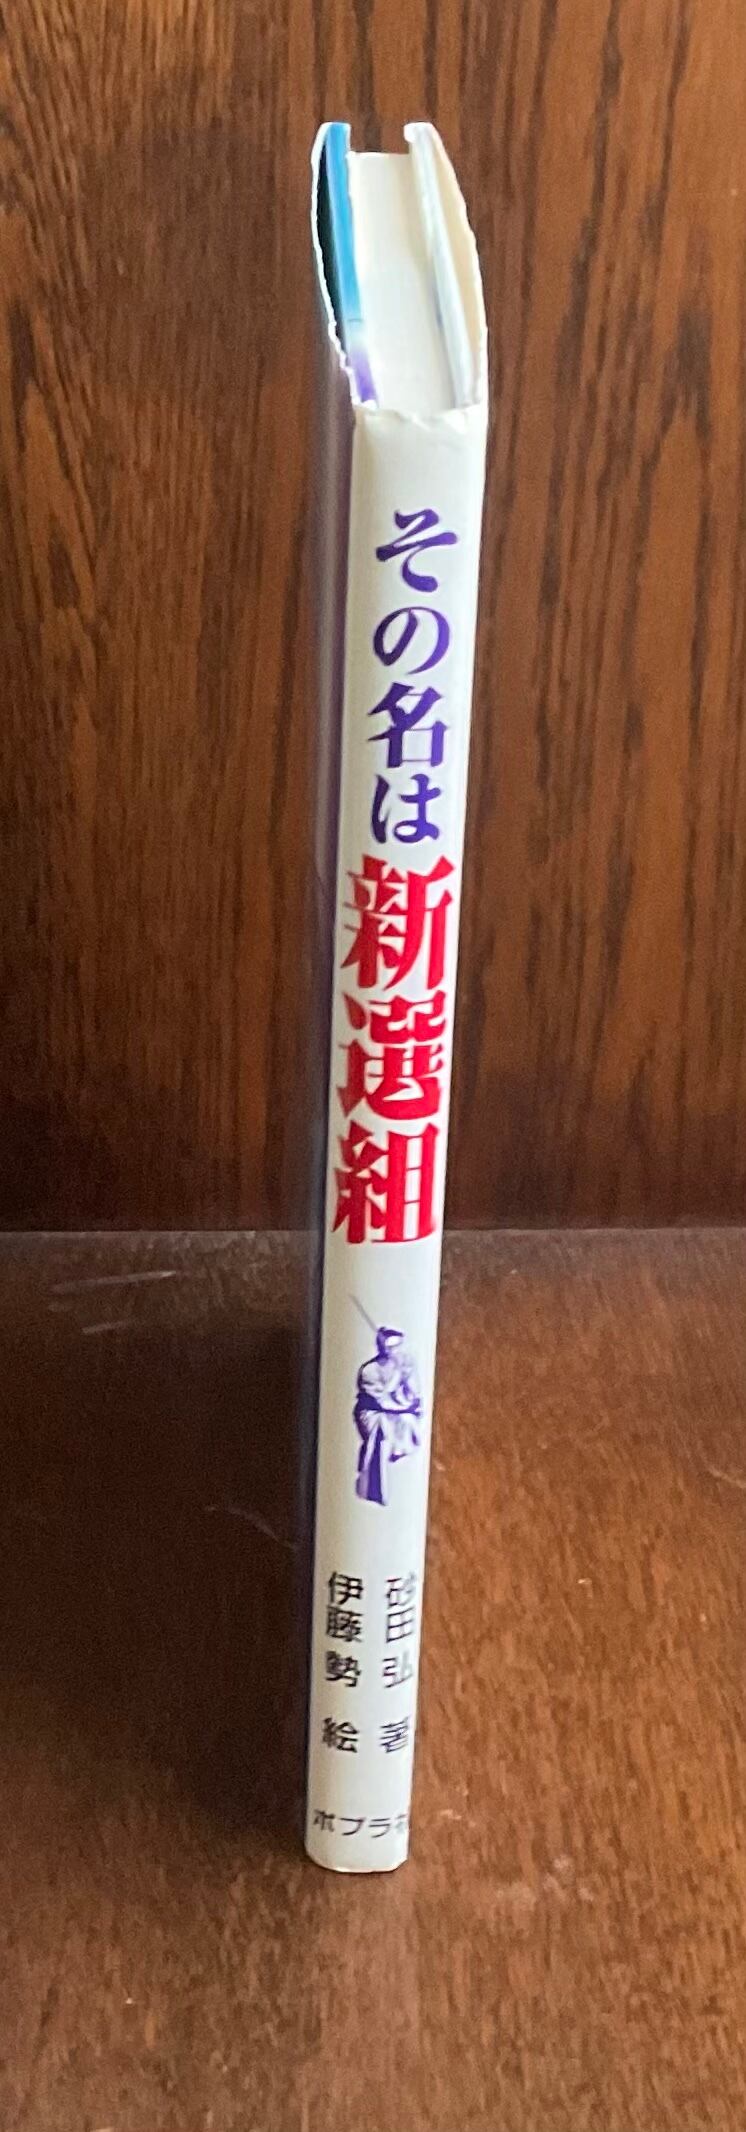 その名は新選組
砂田弘 著
伊藤勢 絵
ポプラ社